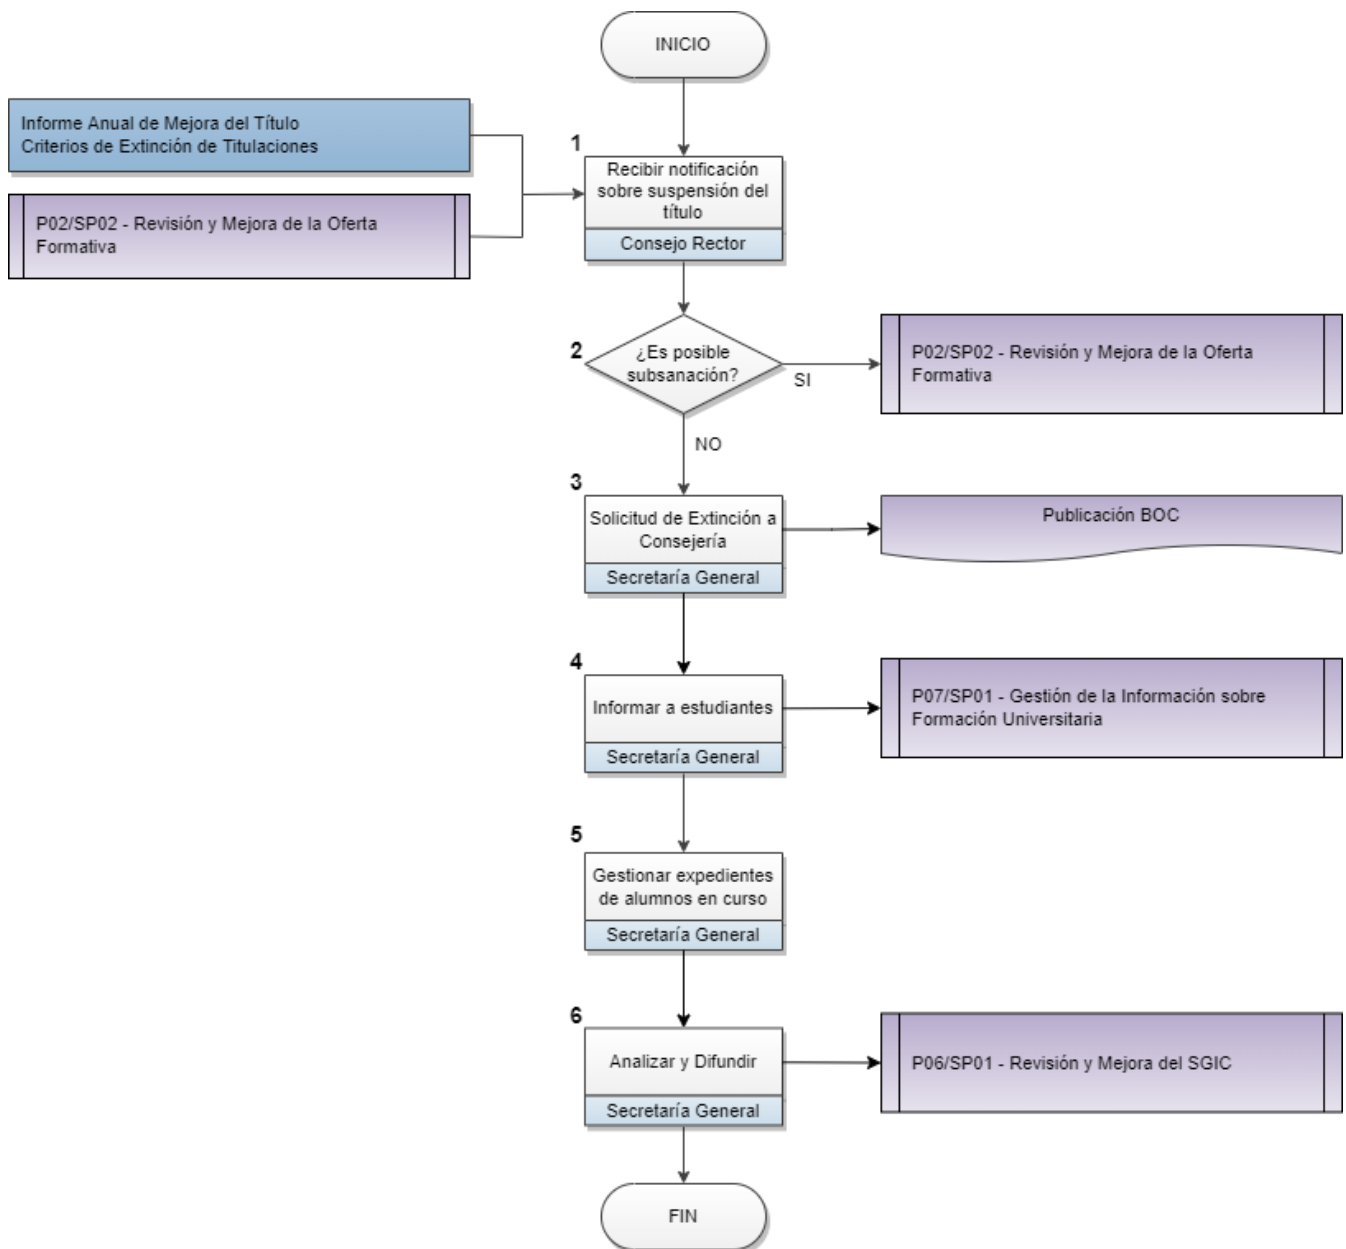 INICIO
Informe Anual de Mejora del Título
Criterios de Extinción de Titulaciones
P02/SP02 - Revisión y Mejora de la Oferta
Formativa
1
Recibir notificación
sobre suspensión del
título
Consejo Rector
2
¿Es posible
subsanación?
SI
P02/SP02 - Revisión y Mejora de la Oferta
Formativa
NO
3
Solicitud de Extinción a
Consejería
Secretaría General
Publicación BOC
4
Informar a estudiantes
Secretaría General
P07/SP01 - Gestión de la Información sobre
Formación Universitaria
5
Gestionar expedientes
de alumnos en curso
Secretaría General
6
Analizar y Difundir
Secretaría General
P06/SP01 - Revisión y Mejora del SGIC
FIN